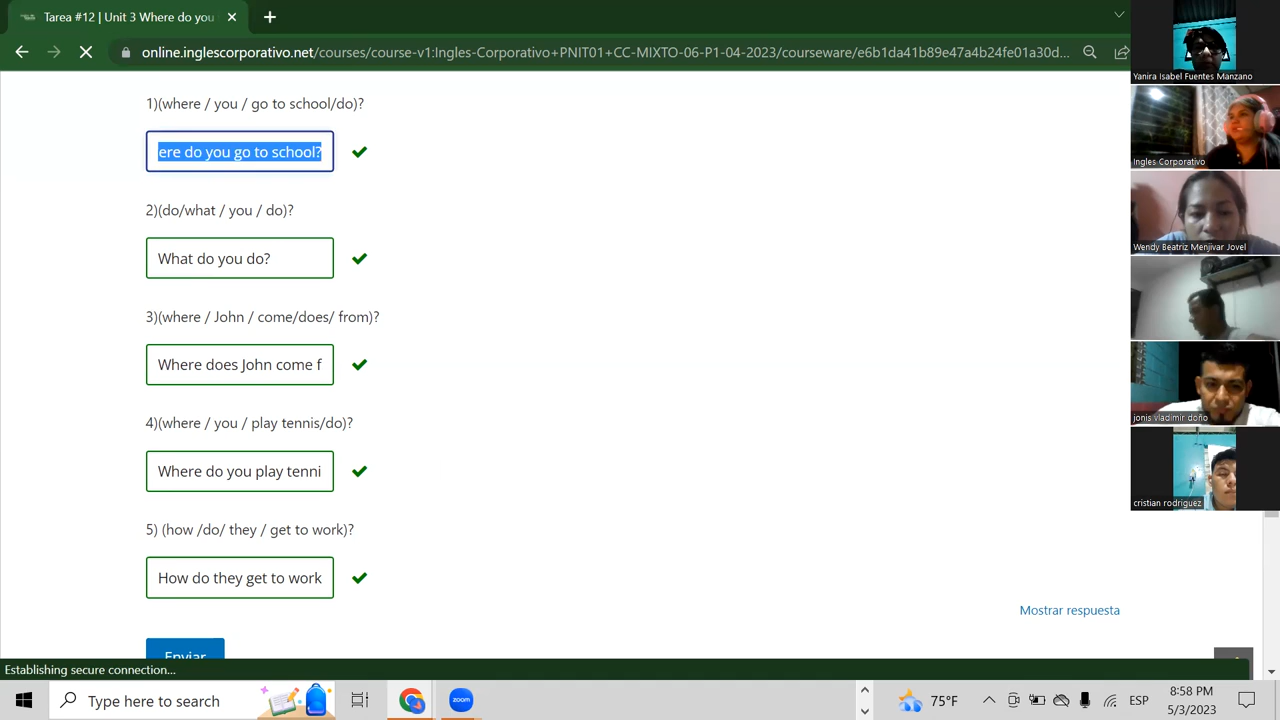 Tarea #12 | Unit 3 Where do you
online.inglescorporativo.net/courses/course-v1:Ingles-Corporativo+PNIT01+CC-MIXTO-06-P1-04-2023/courseware/e6b1da41b89e47a4b24fe01a30d...
1)(where / you / go to school/do)?
ere do you go to school?
2)(do/what / you / do)?
What do you do?
3)(where / John / come/does/ from)?
Where does John come f
4)(where / you / play tennis/do)?
Where do you play tenni
5) (how /do/ they / get to work)?
How do they get to work
Mostrar respuesta
Enviar
Establishing secure connection...
Yanira Isabel Fuentes Manzano
Ingles Corporativo
Wendy Beatriz Menjivar Jovel
jonis vladimir doño
cristian rodriguez
Type here to search
zoom
75°F
ESP
8:58 PM
5/3/2023